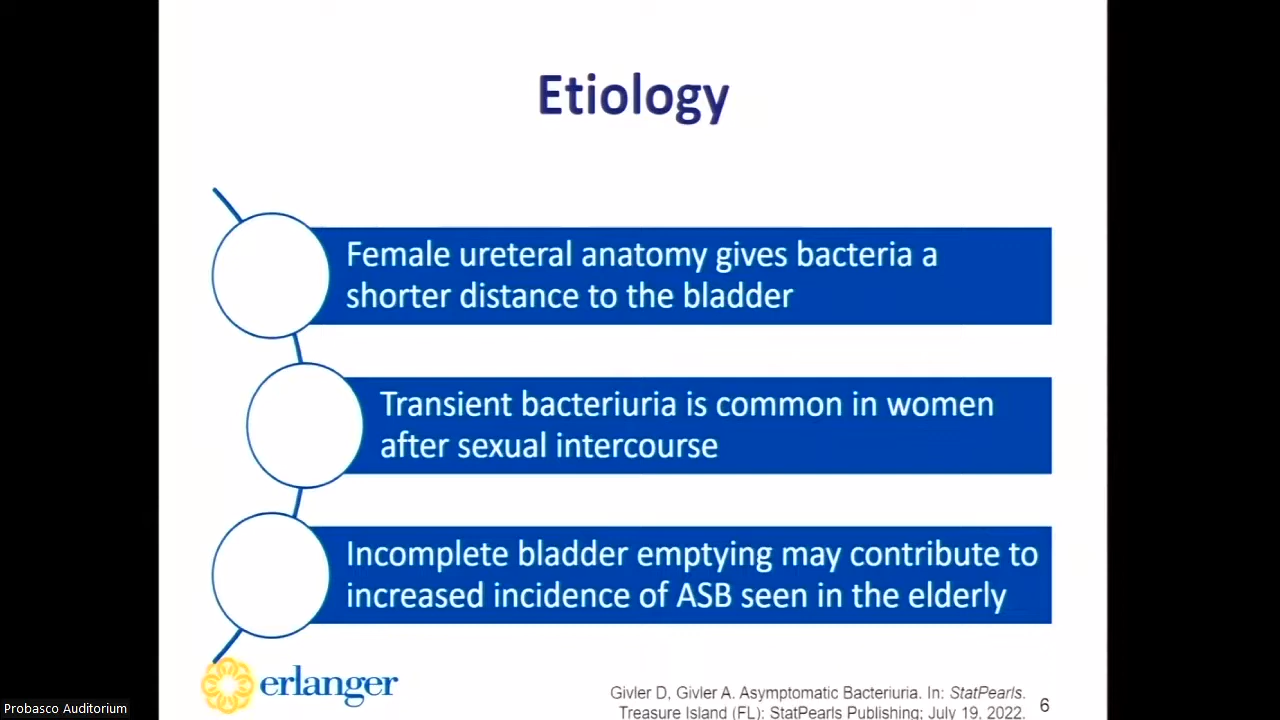 Etiology
Female ureteral anatomy gives bacteria a
shorter distance to the bladder
Transient bacteriuria is common in women
after sexual intercourse
Incomplete bladder emptying may contribute to
increased incidence of ASB seen in the elderly
erlanger
Givler D, Givler A. Asymptomatic Bacteriuria. In: StatPearls.
Treasure Island (FL): StatPearls Publishing; July 19, 2022.
6
Probasco Auditorium